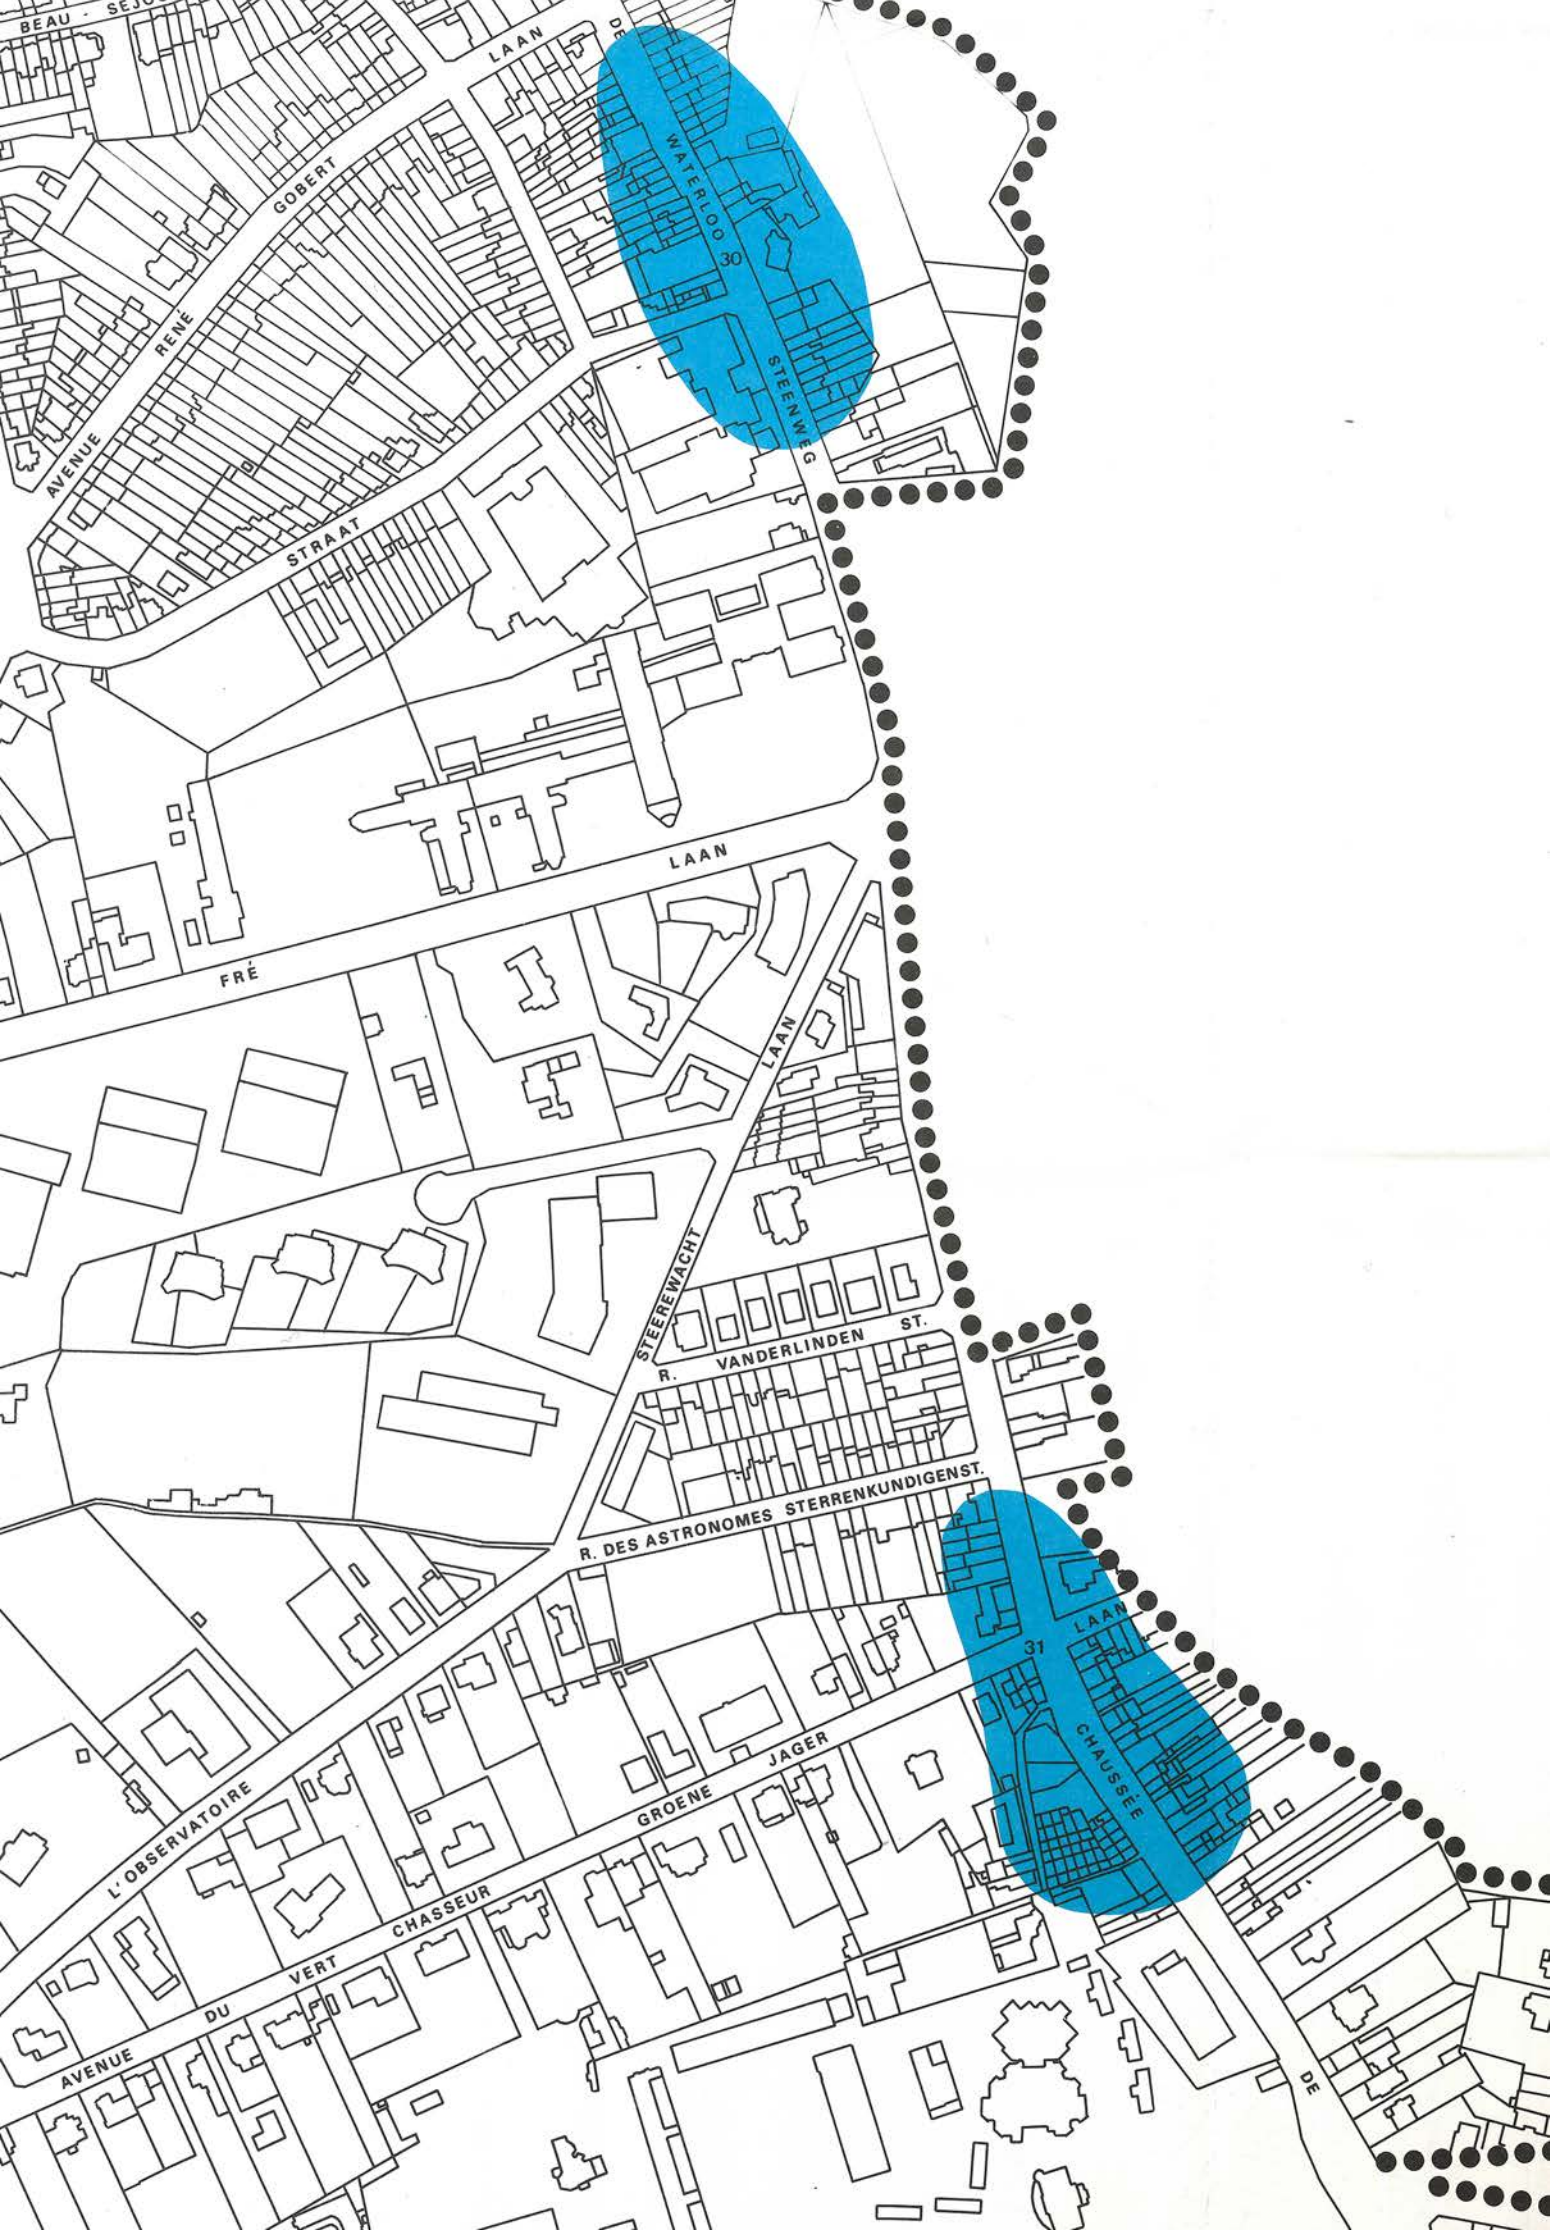 BEAU - SÉJOU
LAAN
DE
WATERLOO
30
STEENWEG
AVENUE RENÉ GOBERT
STRAAT
FRÉ
LAAN
STEEREWACHT LAAN
R. VANDERLINDEN ST.
R. DES ASTRONOMES STERRENKUNDIGENST.
LAAN
31
CHAUSSÉE
DE
L'OBSERVATOIRE
AVENUE DU VERT CHASSEUR
GROENE JAGER